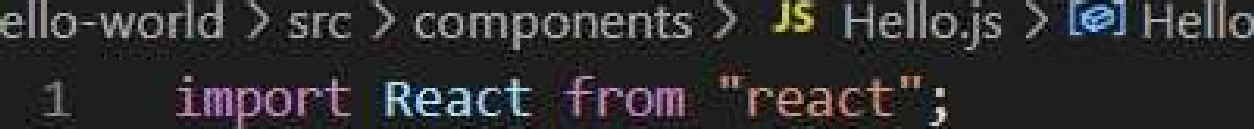 ello-world > src > components > JS Hello.js > Hello
1 import React from "react";